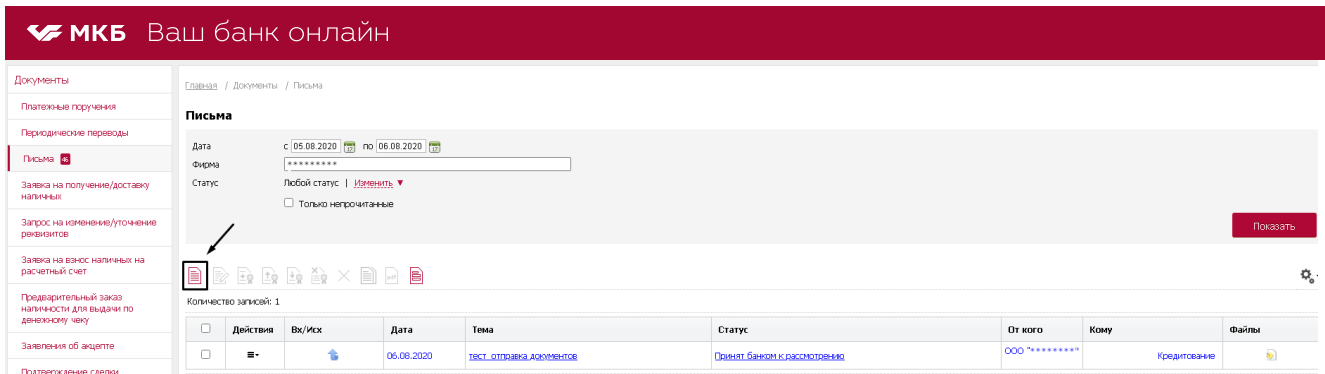 МКБ Ваш банк онлайн
Документы
Платежные поручения
Периодические переводы
Письма 46
Заявка на получение/доставку
наличных
Запрос на изменение/уточнение
реквизитов
Заявка на взнос наличных на
расчетный счет
Предварительный заказ
наличности для выдачи по
денежному чеку
Заявления об акцепте
Подтверждение сделки
Главная / Документы / Письма
Письма
Дата с 05.08.2020 по 06.08.2020
Фирма *********
Статус Любой статус | Изменить ▼
Только непрочитанные
Показать
Количество записей: 1
Действия Вх/Исх Дата Тема Статус От кого Кому Файлы
06.08.2020 тест_отправка документов Принят банком к рассмотрению ООО "********" Кредитование